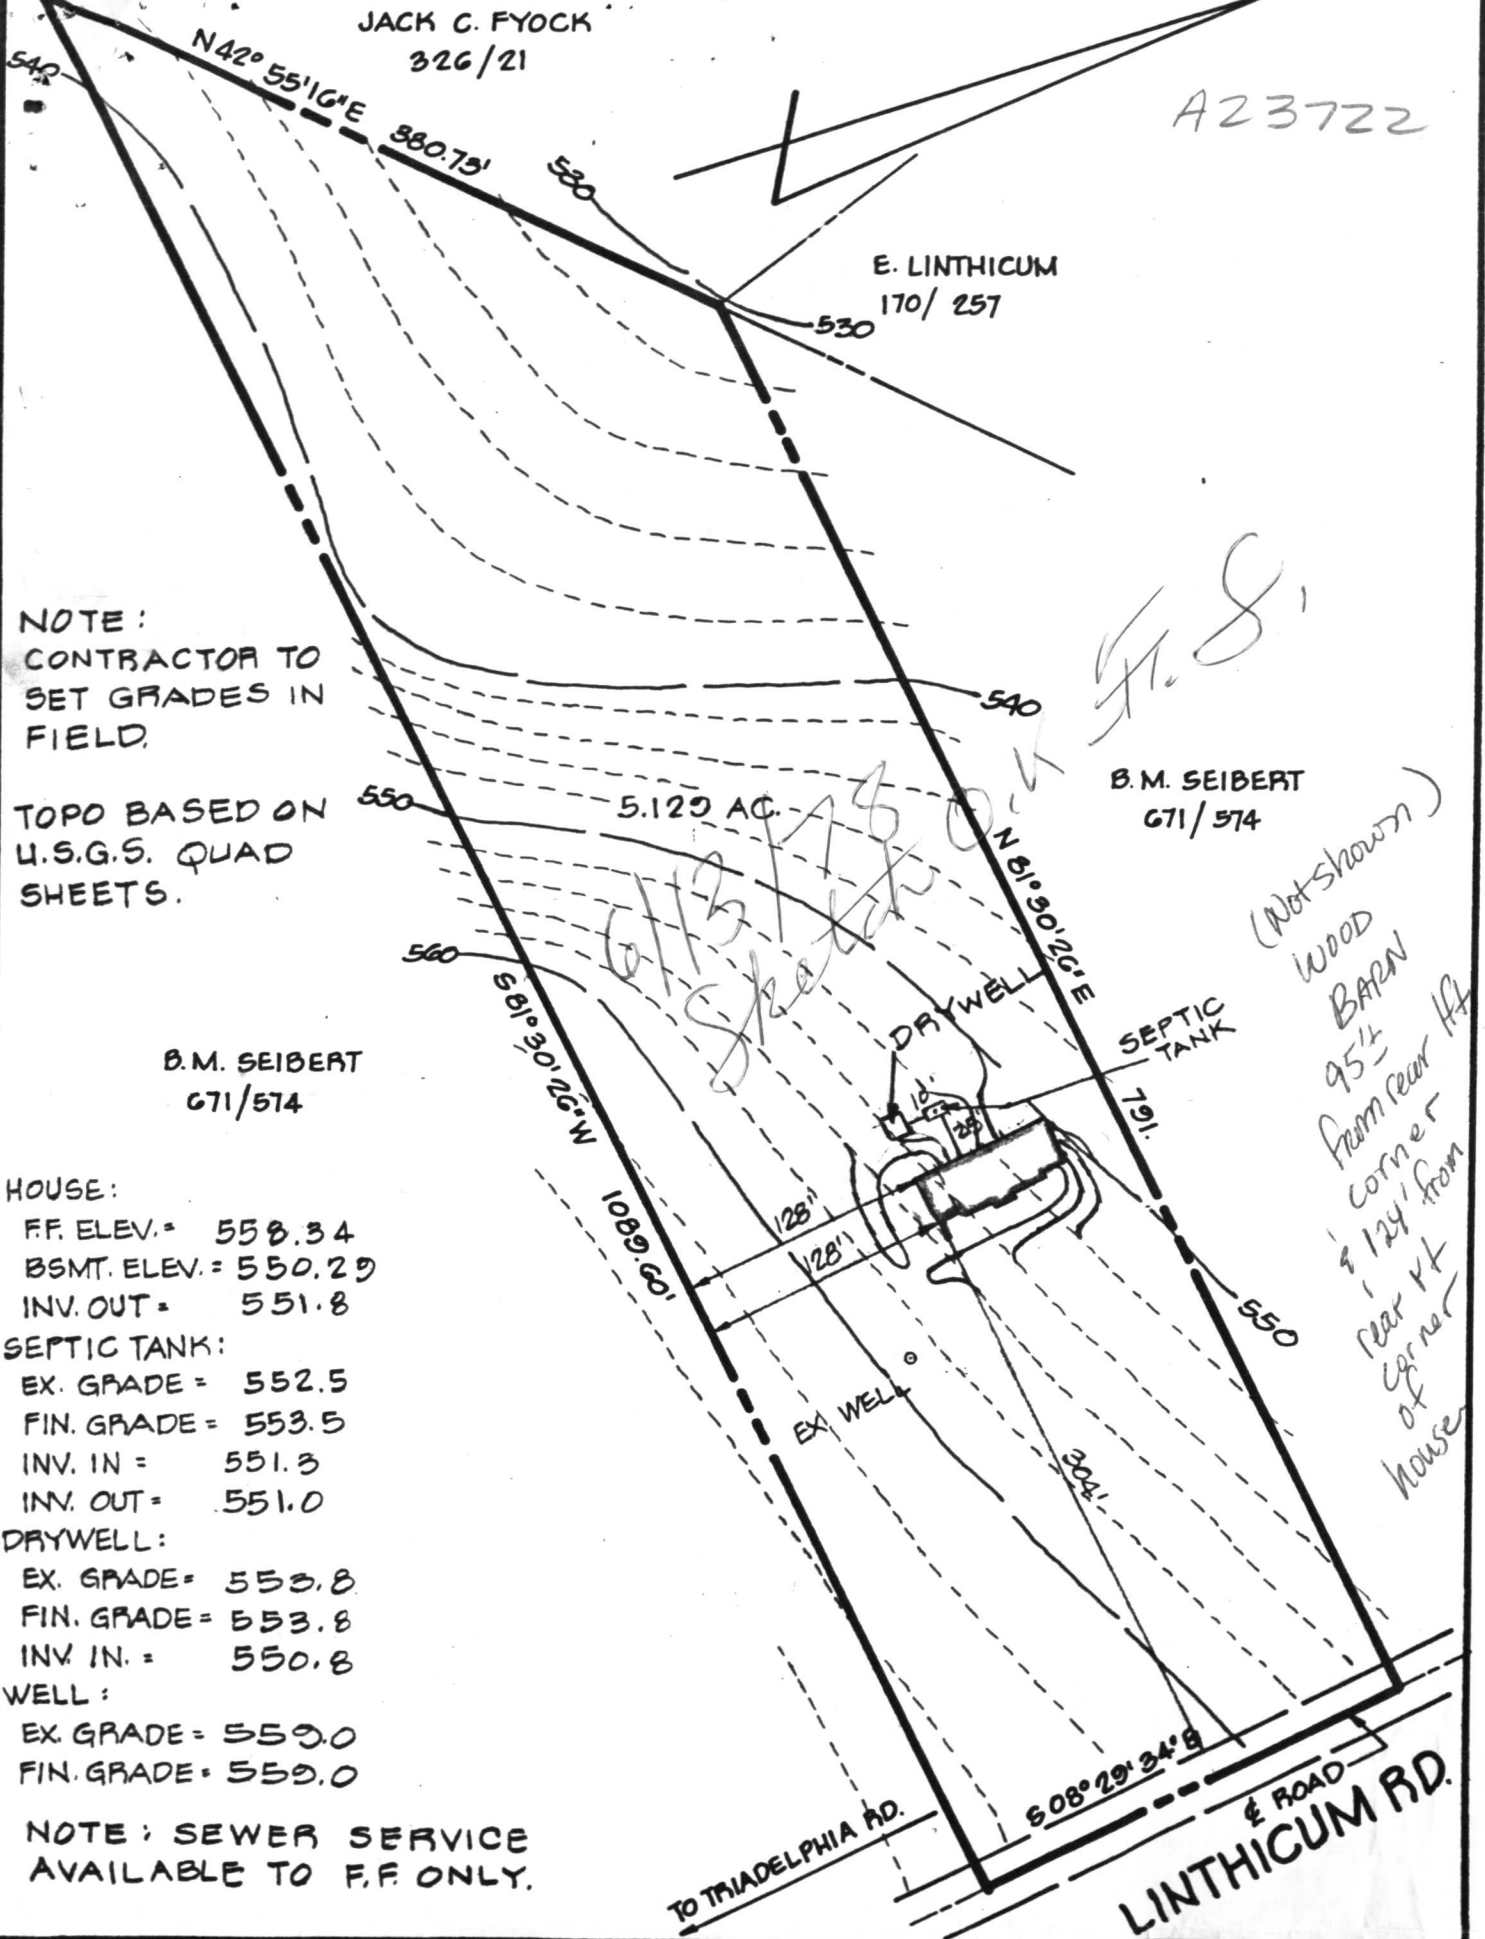 JACK C. FYOCK
326/21
A23722
540
N42° 55'16"E
380.73'
530
E. LINTHICUM
170/ 257
530
NOTE:
CONTRACTOR TO
SET GRADES IN
FIELD.
540
TOPO BASED ON
U.S.G.S. QUAD
SHEETS.
550
5.129 AC.
B.M. SEIBERT
671/574
6/13/78
Sketch O.K
N 81°30'26"E
791.
(Not shown)
WOOD
BARN
95'±
from rear lft
corner
& 124' from
rear rt
corner
of
house
560
S81°30'26"W
1089.60'
DRYWELL
SEPTIC
TANK
B.M. SEIBERT
671/574
10'
25'
128'
128'
550
EX WELL
304'
HOUSE:
F.F. ELEV.= 558.34
BSMT. ELEV.= 550.29
INV. OUT = 551.8
SEPTIC TANK:
EX. GRADE = 552.5
FIN. GRADE = 553.5
INV. IN = 551.3
INV. OUT = 551.0
DRYWELL:
EX. GRADE= 553.8
FIN. GRADE= 553.8
INV. IN. = 550.8
WELL:
EX. GRADE= 559.0
FIN. GRADE= 559.0
NOTE: SEWER SERVICE
AVAILABLE TO F.F. ONLY.
S08°29'34"E
TO TRIADELPHIA RD.
℄ ROAD
LINTHICUM RD.